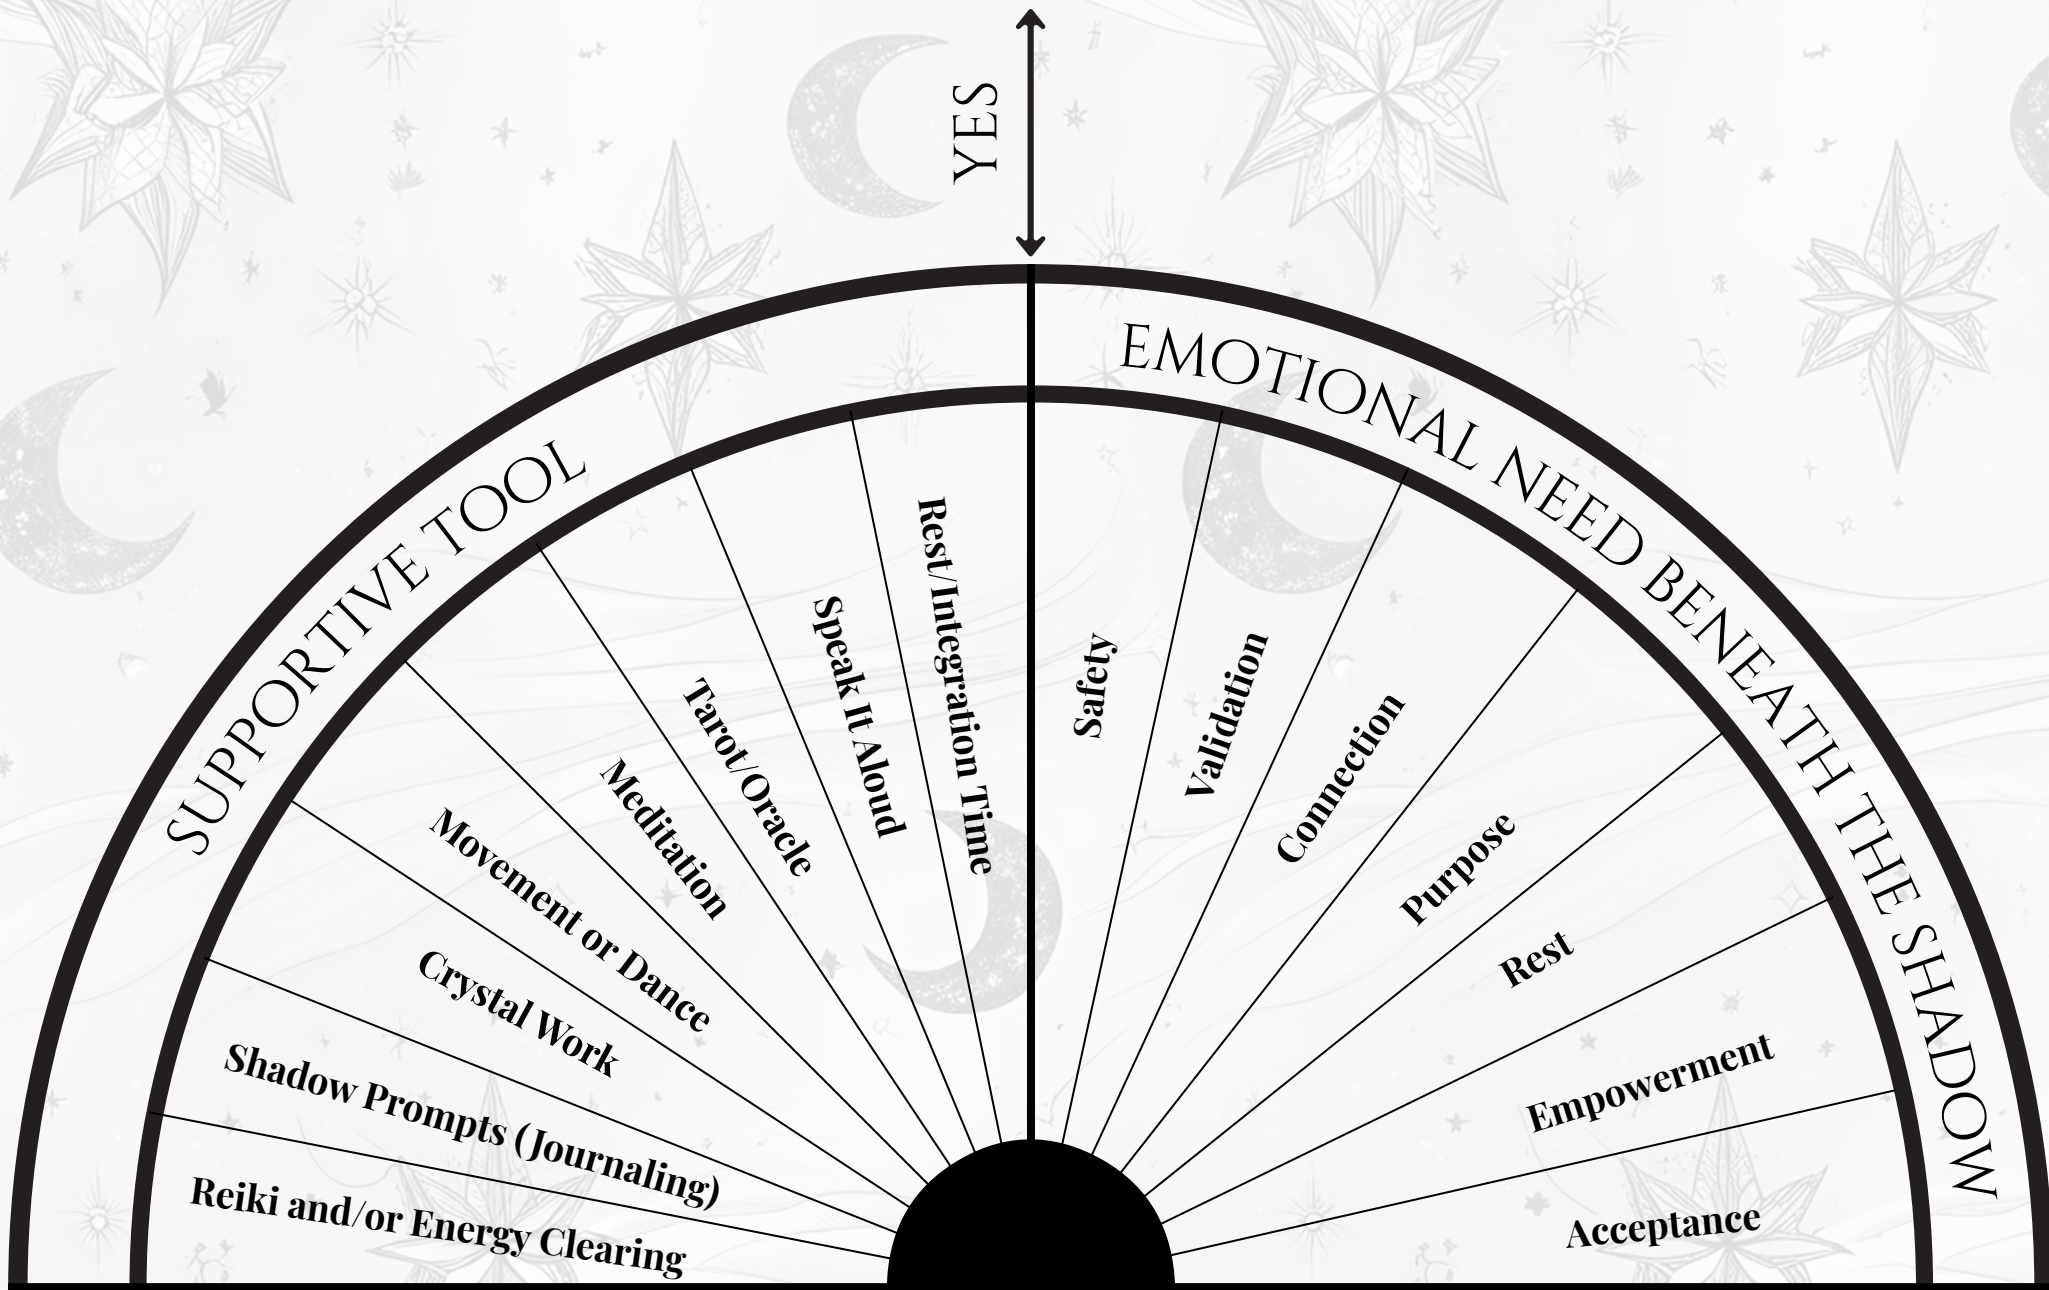 YES
SUPPORTIVE TOOL
EMOTIONAL NEED BENEATH THE SHADOW
Reiki and/or Energy Clearing
Shadow Prompts (Journaling)
Crystal Work
Movement or Dance
Meditation
Tarot/Oracle
Speak It Aloud
Rest/Integration Time
Safety
Validation
Connection
Purpose
Rest
Empowerment
Acceptance